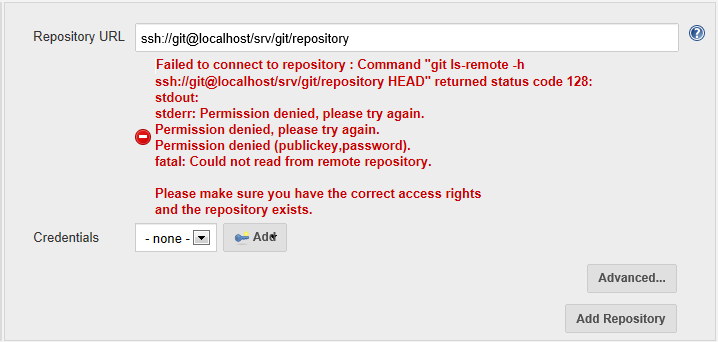 Repository URL ssh://git@localhost/srv/git/repository
Failed to connect to repository : Command "git ls-remote -h
ssh://git@localhost/srv/git/repository HEAD" returned status code 128:
stdout:
stderr: Permission denied, please try again.
Permission denied, please try again.
Permission denied (publickey,password).
fatal: Could not read from remote repository.
Please make sure you have the correct access rights
and the repository exists.
Credentials - none - Add
Advanced...
Add Repository